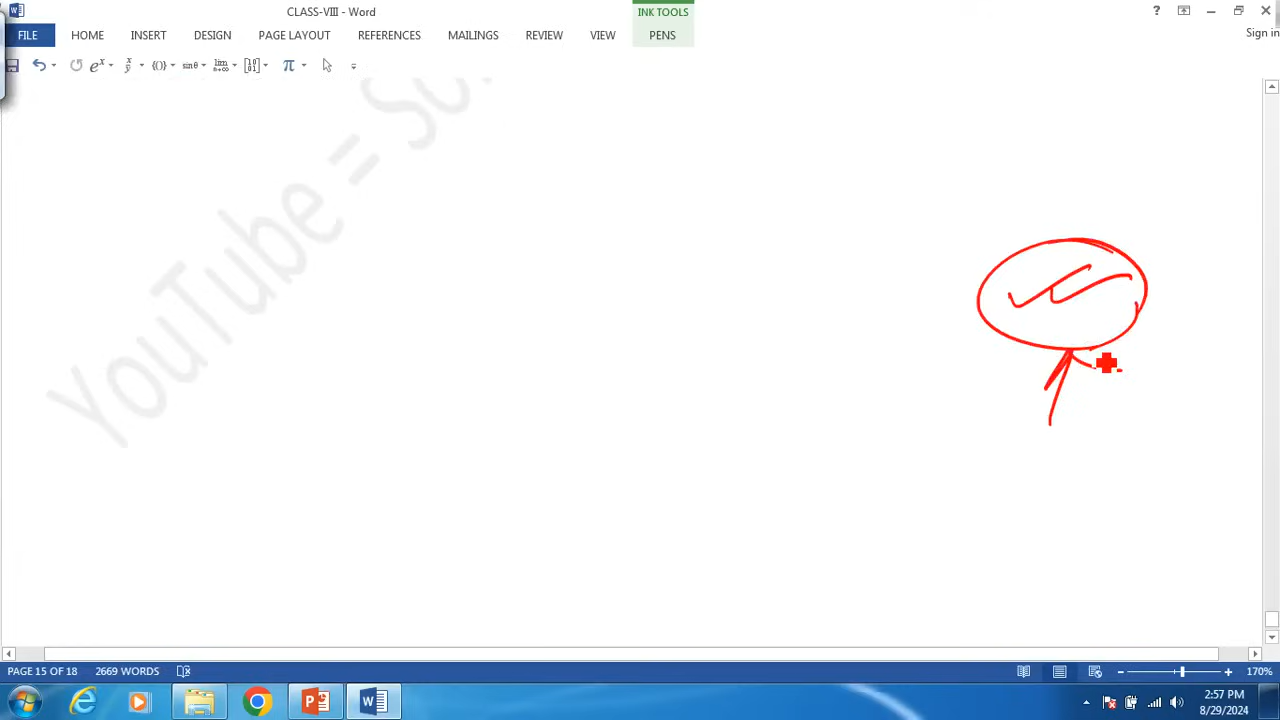 CLASS-VIII - Word
INK TOOLS
Sign in
FILE HOME INSERT DESIGN PAGE LAYOUT REFERENCES MAILINGS REVIEW VIEW PENS
YouTube =
PAGE 15 OF 18 2669 WORDS 170%
2:57 PM
8/29/2024